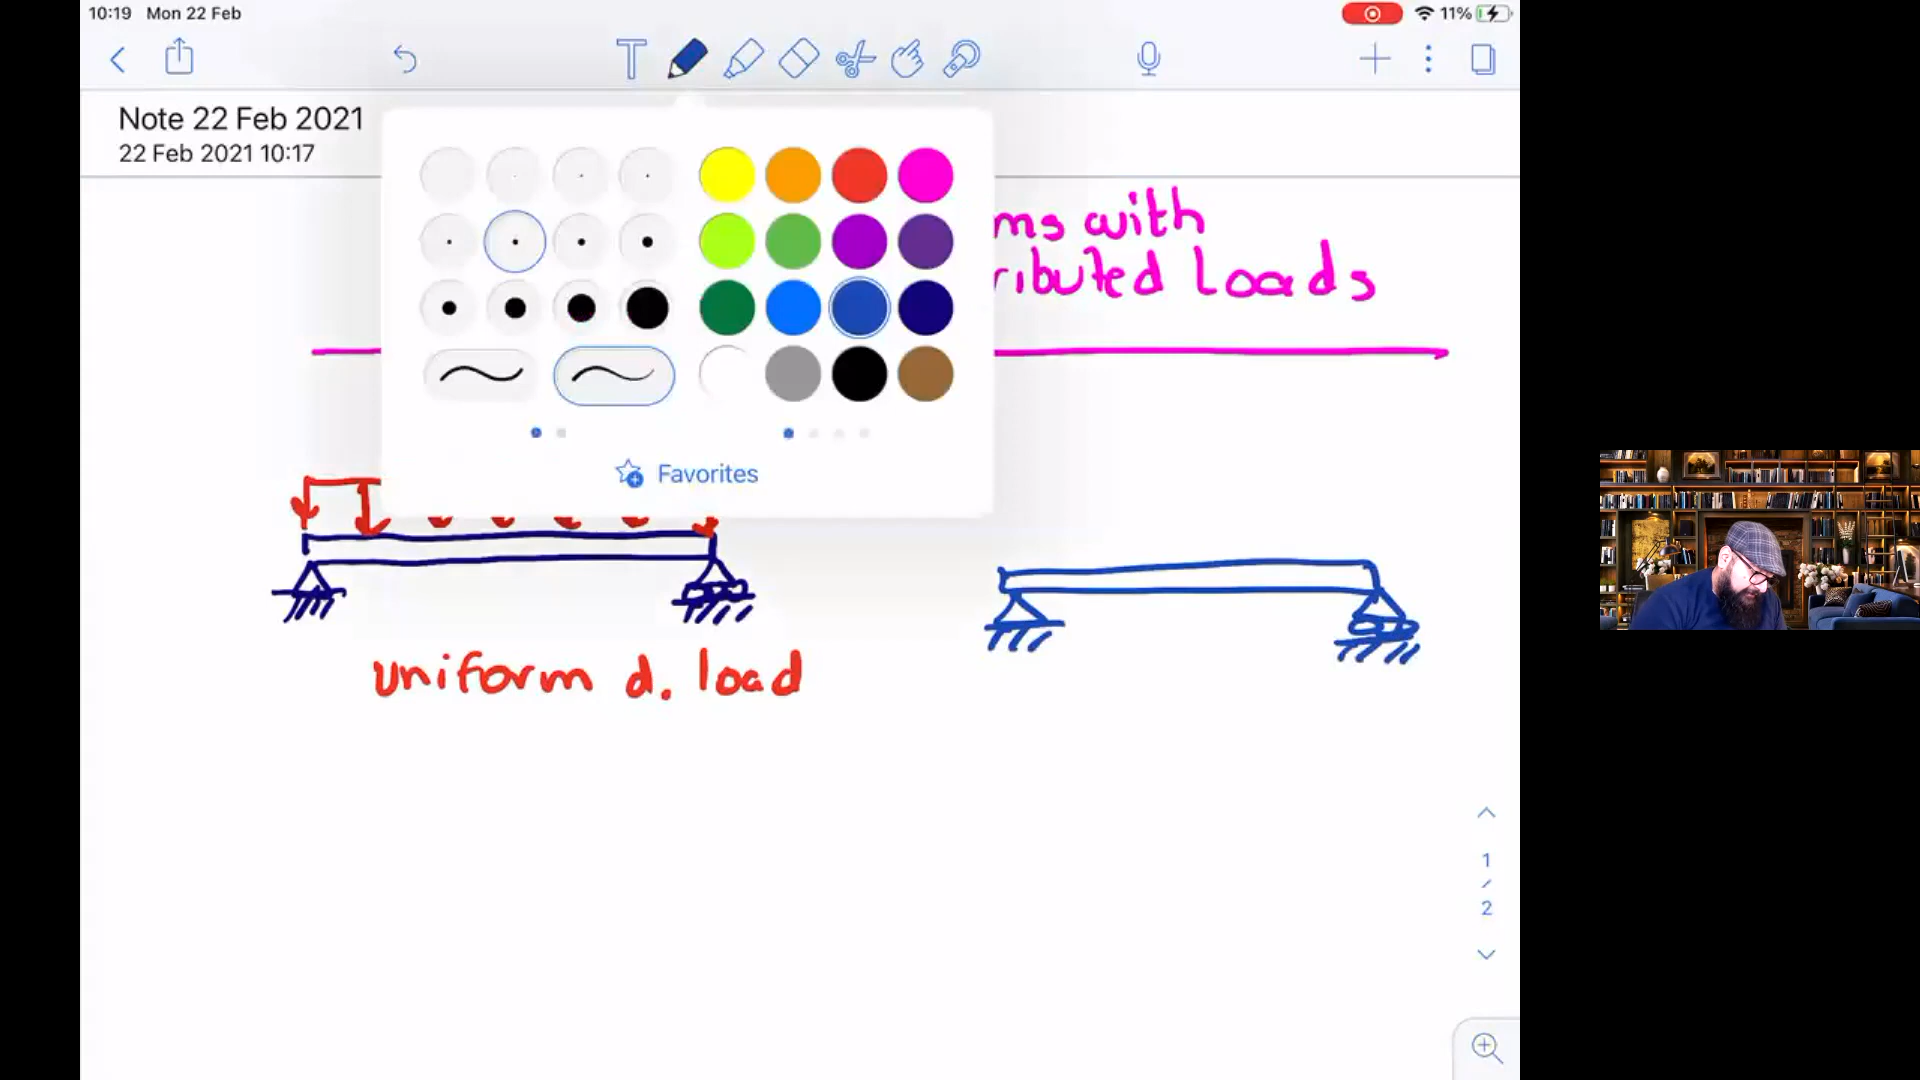 10:19 Mon 22 Feb
11%
T
Note 22 Feb 2021
22 Feb 2021 10:17
ms with
ributed Loads
Favorites
uniform d. load
1
/
2